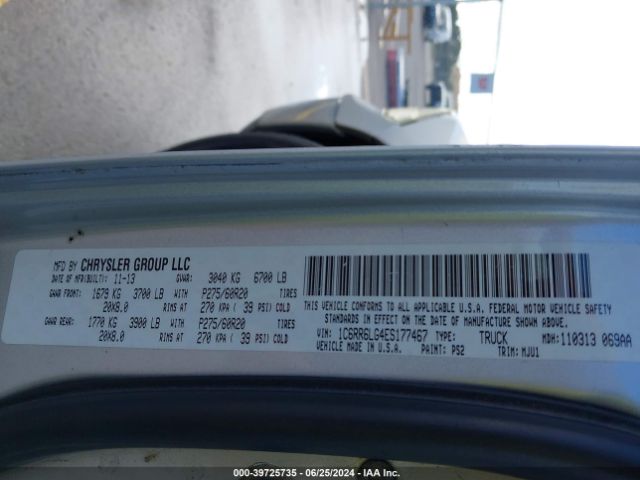 MFD BY CHRYSLER GROUP LLC
DATE OF MFD(BUILT): 11-13 GVWR: 3040 KG 6700 LB
GAWR FRONT: 1679 KG 3700 LB WITH P275/60R20 TIRES
20X8.0 RIMS AT 270 KPA ( 39 PSI) COLD
GAWR REAR: 1770 KG 3900 LB WITH P275/60R20 TIRES
20X8.0 RIMS AT 270 KPA ( 39 PSI) COLD
THIS VEHICLE CONFORMS TO ALL APPLICABLE U.S.A. FEDERAL MOTOR VEHICLE SAFETY
STANDARDS IN EFFECT ON THE DATE OF MANUFACTURE SHOWN ABOVE.
VIN: 1C6RR6LG4ES177467 TYPE: TRUCK MDH: 110313 069AA
VEHICLE MADE IN U.S.A. PAINT: PS2 TRIM: MJU1
000-39725735 - 06/25/2024 - IAA Inc.